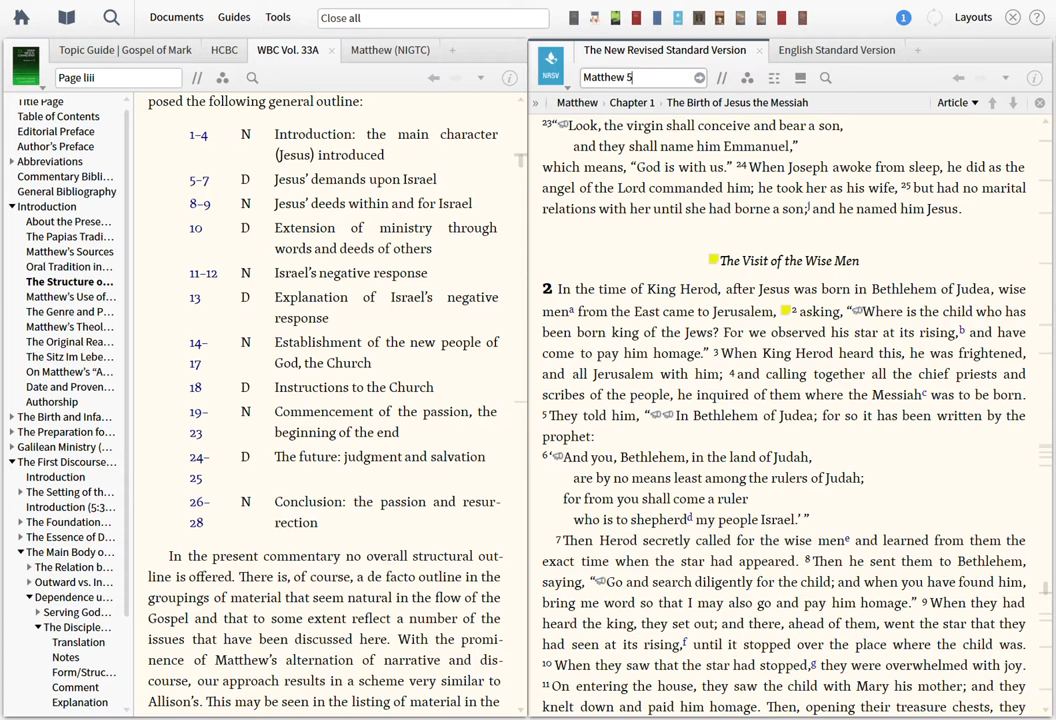 Documents Guides Tools Close all 1 Layouts
Topic Guide | Gospel of Mark HCBC WBC Vol. 33A Matthew (NIGTC)
Page liii
Title Page
Table of Contents
Editorial Preface
Author's Preface
Abbreviations
Commentary Bibli...
General Bibliography
Introduction
About the Prese...
The Papias Tradi...
Matthew's Sources
Oral Tradition in...
The Structure o...
Matthew's Use of...
The Genre and P...
Matthew's Theol...
The Original Rea...
The Sitz Im Lebe...
On Matthew's "A...
Date and Proven...
Authorship
The Birth and Infa...
The Preparation fo...
Galilean Ministry (...
The First Discourse...
Introduction
The Setting of th...
Introduction (5:3...
The Foundation...
The Essence of D...
The Main Body o...
The Relation b...
Outward vs. In...
Dependence u...
Serving God...
The Disciple...
Translation
Notes
Form/Struc...
Comment
Explanation
posed the following general outline:
1–4 N Introduction: the main character
(Jesus) introduced
5–7 D Jesus' demands upon Israel
8–9 N Jesus' deeds within and for Israel
10 D Extension of ministry through
words and deeds of others
11–12 N Israel's negative response
13 D Explanation of Israel's negative
response
14– N Establishment of the new people of
17 God, the Church
18 D Instructions to the Church
19– N Commencement of the passion, the
23 beginning of the end
24– D The future: judgment and salvation
25
26– N Conclusion: the passion and resur-
28 rection
In the present commentary no overall structural out-
line is offered. There is, of course, a de facto outline in the
groupings of material that seem natural in the flow of the
Gospel and that to some extent reflect a number of the
issues that have been discussed here. With the promi-
nence of Matthew's alternation of narrative and dis-
course, our approach results in a scheme very similar to
Allison's. This may be seen in the listing of material in the
NRSV
The New Revised Standard Version English Standard Version
Matthew 5
Matthew › Chapter 1 › The Birth of Jesus the Messiah Article
23 "Look, the virgin shall conceive and bear a son,
and they shall name him Emmanuel,"
which means, "God is with us." 24 When Joseph awoke from sleep, he did as the
angel of the Lord commanded him; he took her as his wife, 25 but had no marital
relations with her until she had borne a son;j and he named him Jesus.
The Visit of the Wise Men
2 In the time of King Herod, after Jesus was born in Bethlehem of Judea, wise
mena from the East came to Jerusalem, 2 asking, "Where is the child who has
been born king of the Jews? For we observed his star at its rising,b and have
come to pay him homage." 3 When King Herod heard this, he was frightened,
and all Jerusalem with him; 4 and calling together all the chief priests and
scribes of the people, he inquired of them where the Messiahc was to be born.
5 They told him, "In Bethlehem of Judea; for so it has been written by the
prophet:
6 'And you, Bethlehem, in the land of Judah,
are by no means least among the rulers of Judah;
for from you shall come a ruler
who is to shepherdd my people Israel.' "
7 Then Herod secretly called for the wise mene and learned from them the
exact time when the star had appeared. 8 Then he sent them to Bethlehem,
saying, "Go and search diligently for the child; and when you have found him,
bring me word so that I may also go and pay him homage." 9 When they had
heard the king, they set out; and there, ahead of them, went the star that they
had seen at its rising,f until it stopped over the place where the child was.
10 When they saw that the star had stopped,g they were overwhelmed with joy.
11 On entering the house, they saw the child with Mary his mother; and they
knelt down and paid him homage. Then, opening their treasure chests, they